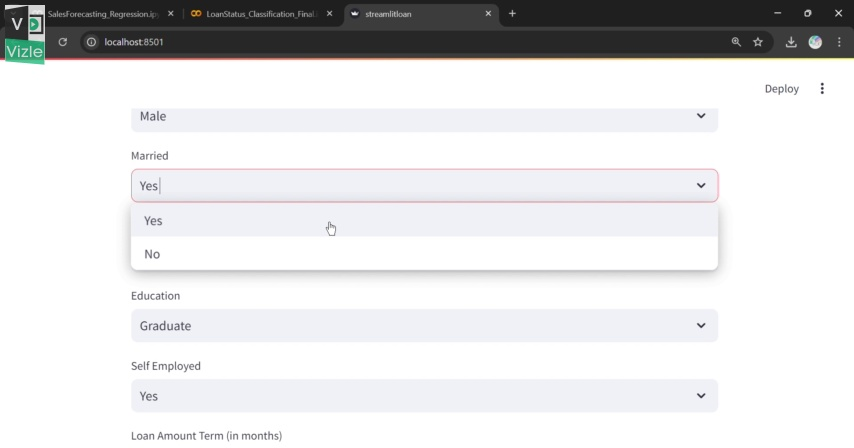 V
Vizle
SalesForecasting_Regression.ip
LoanStatus_Classification_Final.i
streamlitloan
localhost:8501
Deploy
Male
Married
Yes
Yes
No
Education
Graduate
Self Employed
Yes
Loan Amount Term (in months)